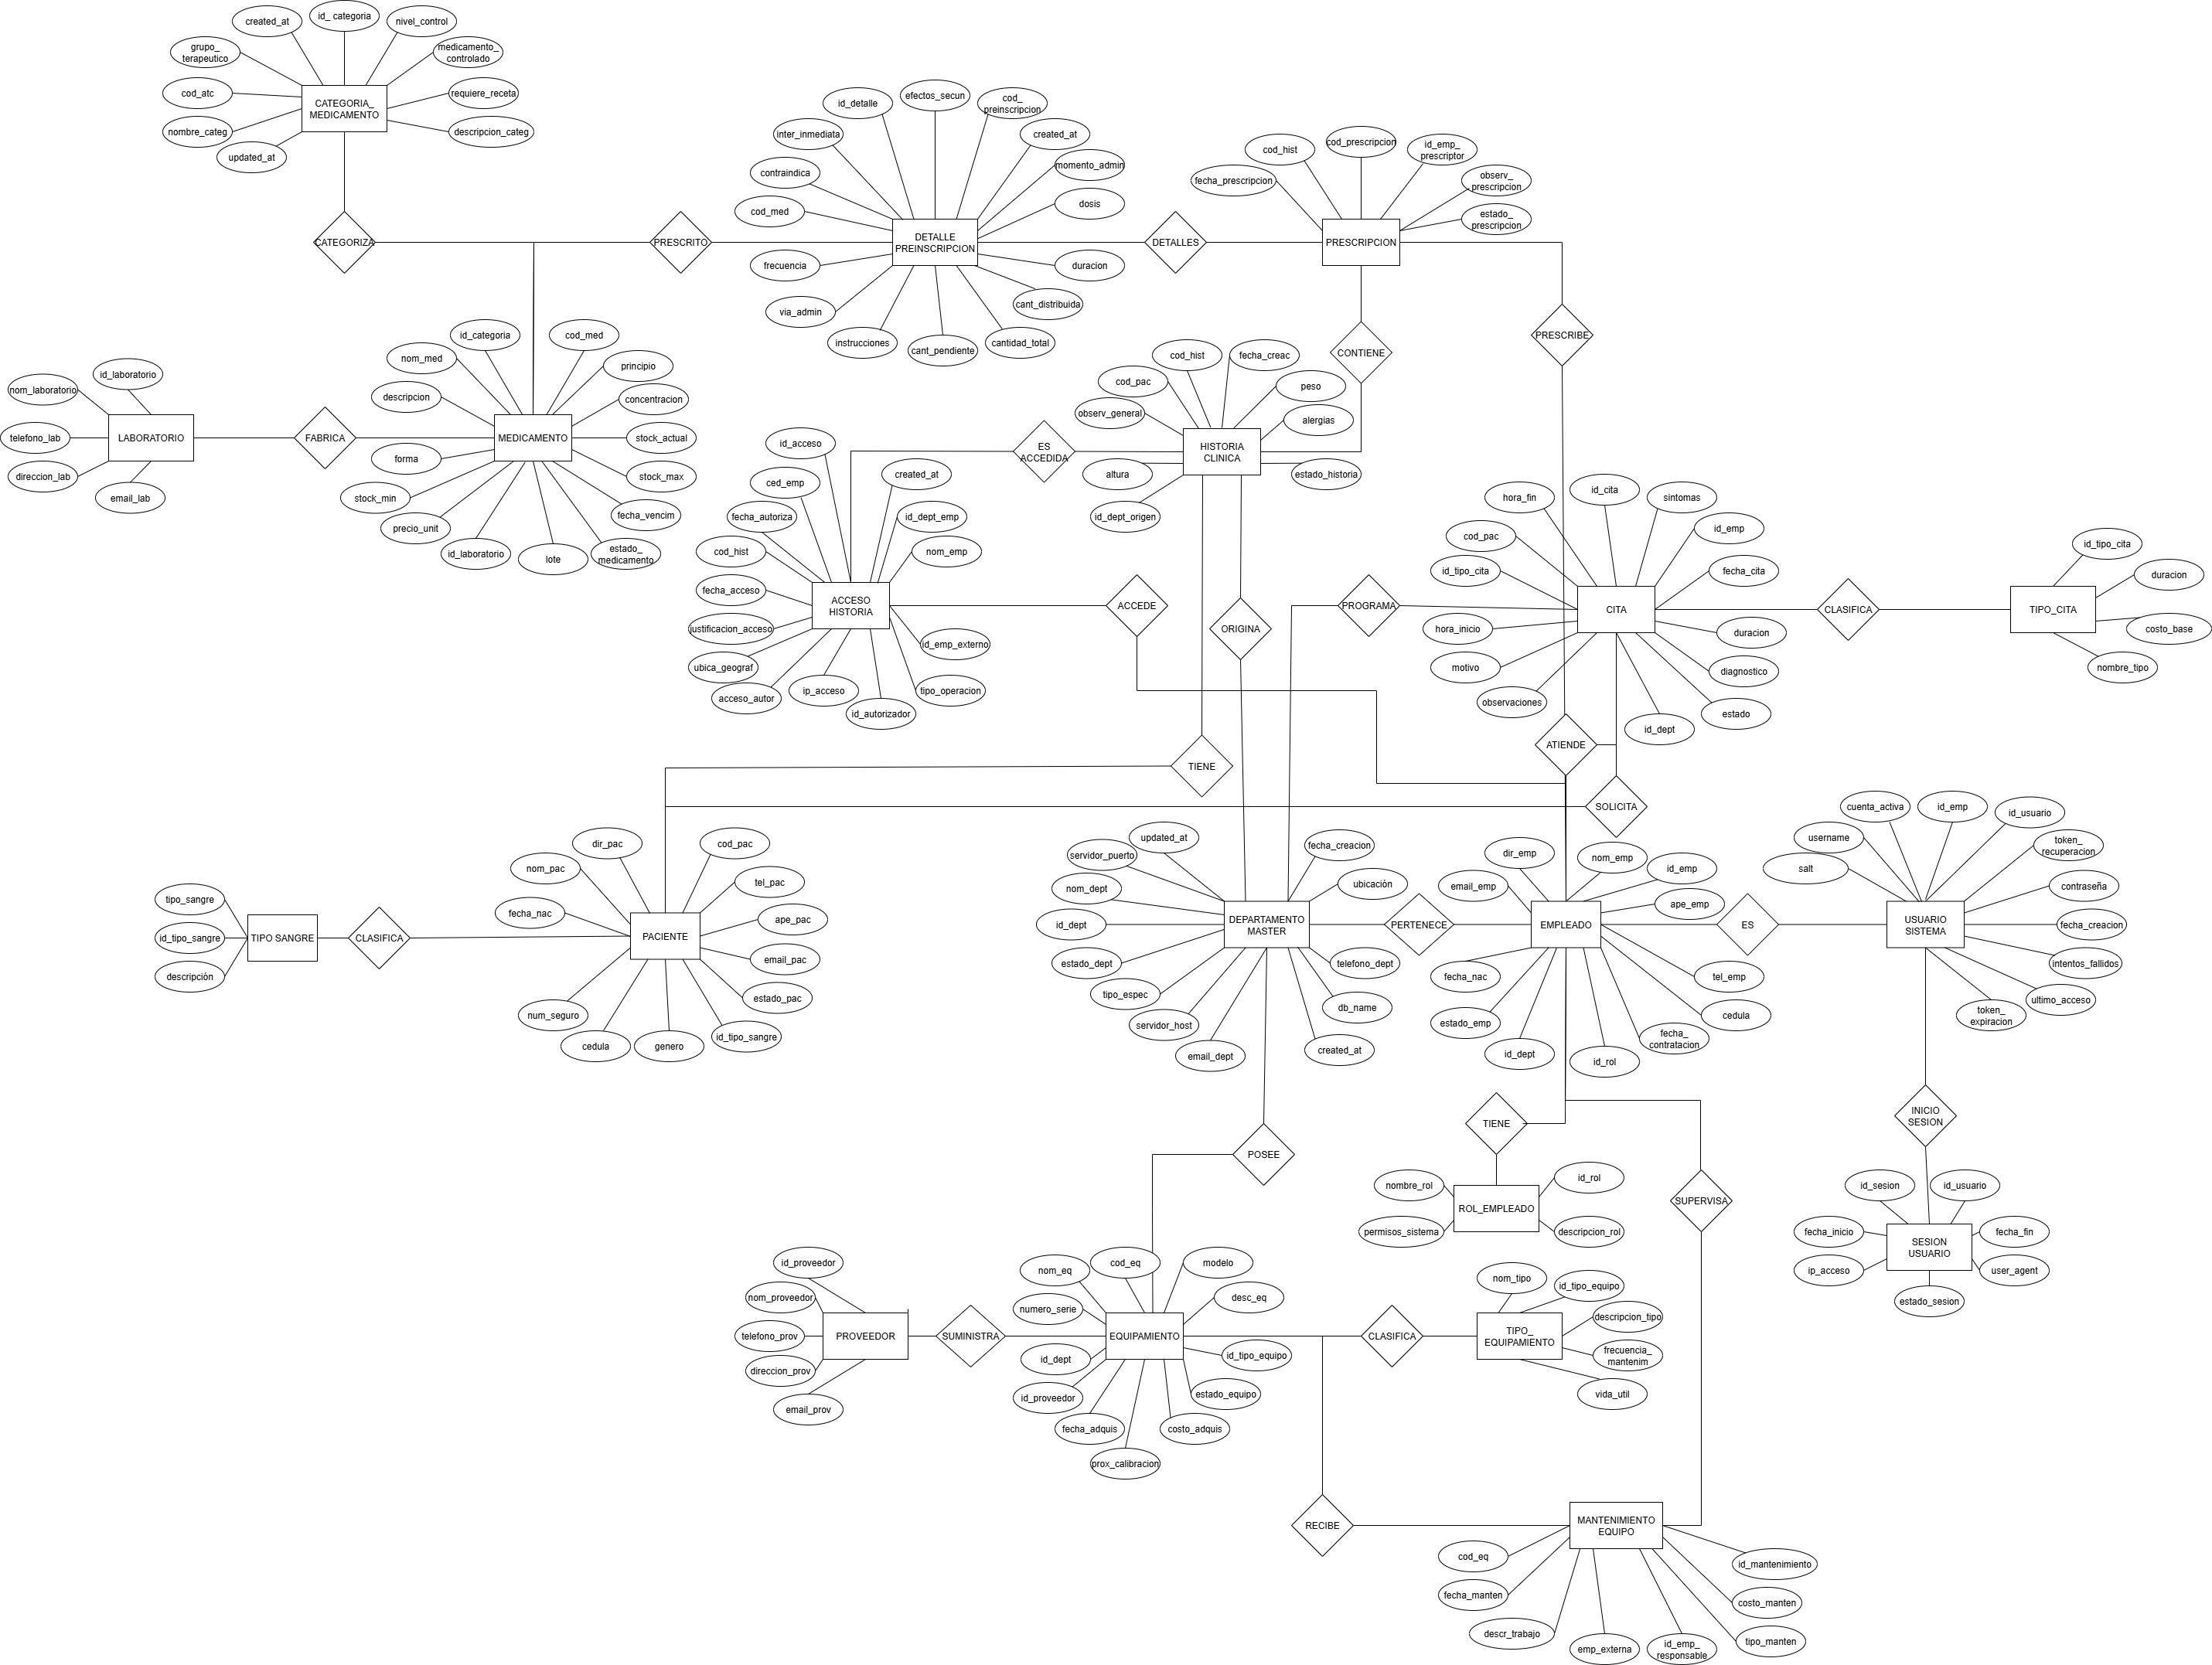 created_at
id_ categoria
nivel_control
grupo_
terapeutico
medicamento_
controlado
cod_atc
requiere_receta
nombre_categ
descripcion_categ
updated_at
CATEGORIA_
MEDICAMENTO
CATEGORIZA
PRESCRITO
id_detalle
efectos_secun
cod_
preinscripcion
inter_inmediata
created_at
contraindica
momento_admin
cod_med
dosis
DETALLE
PREINSCRIPCION
frecuencia
duracion
via_admin
cant_distribuida
instrucciones
cant_pendiente
cantidad_total
DETALLES
cod_hist
cod_prescripcion
id_emp_
prescriptor
fecha_prescripcion
observ_
prescripcion
estado_
prescripcion
PRESCRIPCION
PRESCRIBE
CONTIENE
id_laboratorio
nom_laboratorio
telefono_lab
direccion_lab
email_lab
LABORATORIO
FABRICA
id_categoria
cod_med
nom_med
principio
descripcion
concentracion
MEDICAMENTO
stock_actual
forma
stock_max
stock_min
fecha_vencim
precio_unit
id_laboratorio
lote
estado_
medicamento
cod_hist
fecha_creac
cod_pac
peso
observ_general
alergias
HISTORIA
CLINICA
altura
estado_historia
id_dept_origen
ES
ACCEDIDA
id_acceso
created_at
ced_emp
fecha_autoriza
id_dept_emp
cod_hist
nom_emp
fecha_acceso
ACCESO
HISTORIA
justificacion_acceso
id_emp_externo
ubica_geograf
acceso_autor
ip_acceso
tipo_operacion
id_autorizador
ACCEDE
ORIGINA
PROGRAMA
hora_fin
id_cita
sintomas
cod_pac
id_emp
id_tipo_cita
fecha_cita
CITA
hora_inicio
duracion
motivo
diagnostico
observaciones
estado
id_dept
CLASIFICA
id_tipo_cita
duracion
TIPO_CITA
costo_base
nombre_tipo
ATIENDE
TIENE
SOLICITA
tipo_sangre
id_tipo_sangre
descripción
TIPO SANGRE
CLASIFICA
dir_pac
cod_pac
nom_pac
tel_pac
fecha_nac
ape_pac
PACIENTE
email_pac
estado_pac
num_seguro
id_tipo_sangre
cedula
genero
updated_at
servidor_puerto
fecha_creacion
nom_dept
ubicación
id_dept
DEPARTAMENTO
MASTER
estado_dept
telefono_dept
tipo_espec
db_name
servidor_host
email_dept
created_at
PERTENECE
dir_emp
nom_emp
email_emp
id_emp
ape_emp
EMPLEADO
fecha_nac
tel_emp
estado_emp
cedula
id_dept
fecha_
contratacion
id_rol
ES
cuenta_activa
id_emp
id_usuario
username
token_
recuperacion
salt
contraseña
USUARIO
SISTEMA
fecha_creacion
intentos_fallidos
ultimo_acceso
token_
expiracion
INICIO
SESION
TIENE
POSEE
nombre_rol
id_rol
ROL_EMPLEADO
permisos_sistema
descripcion_rol
SUPERVISA
id_sesion
id_usuario
fecha_inicio
fecha_fin
SESION
USUARIO
ip_acceso
user_agent
estado_sesion
id_proveedor
nom_proveedor
telefono_prov
direccion_prov
email_prov
PROVEEDOR
SUMINISTRA
nom_eq
cod_eq
modelo
numero_serie
desc_eq
EQUIPAMIENTO
id_dept
id_tipo_equipo
id_proveedor
estado_equipo
fecha_adquis
costo_adquis
prox_calibracion
CLASIFICA
nom_tipo
id_tipo_equipo
descripcion_tipo
TIPO_
EQUIPAMIENTO
frecuencia_
mantenim
vida_util
RECIBE
MANTENIMIENTO
EQUIPO
cod_eq
id_mantenimiento
fecha_manten
costo_manten
descr_trabajo
emp_externa
id_emp_
responsable
tipo_manten